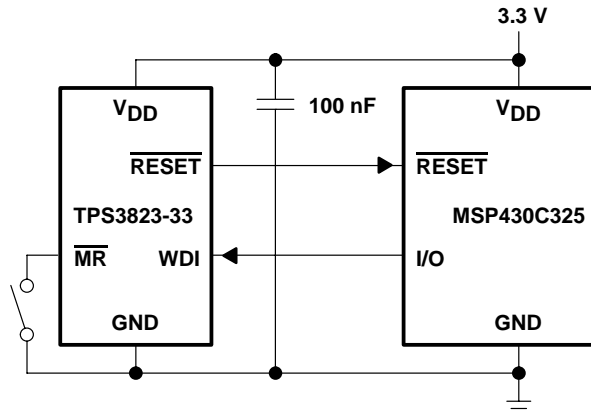 3.3 V
VDD
100 nF
VDD
RESET
RESET
TPS3823-33
MSP430C325
MR
WDI
I/O
GND
GND